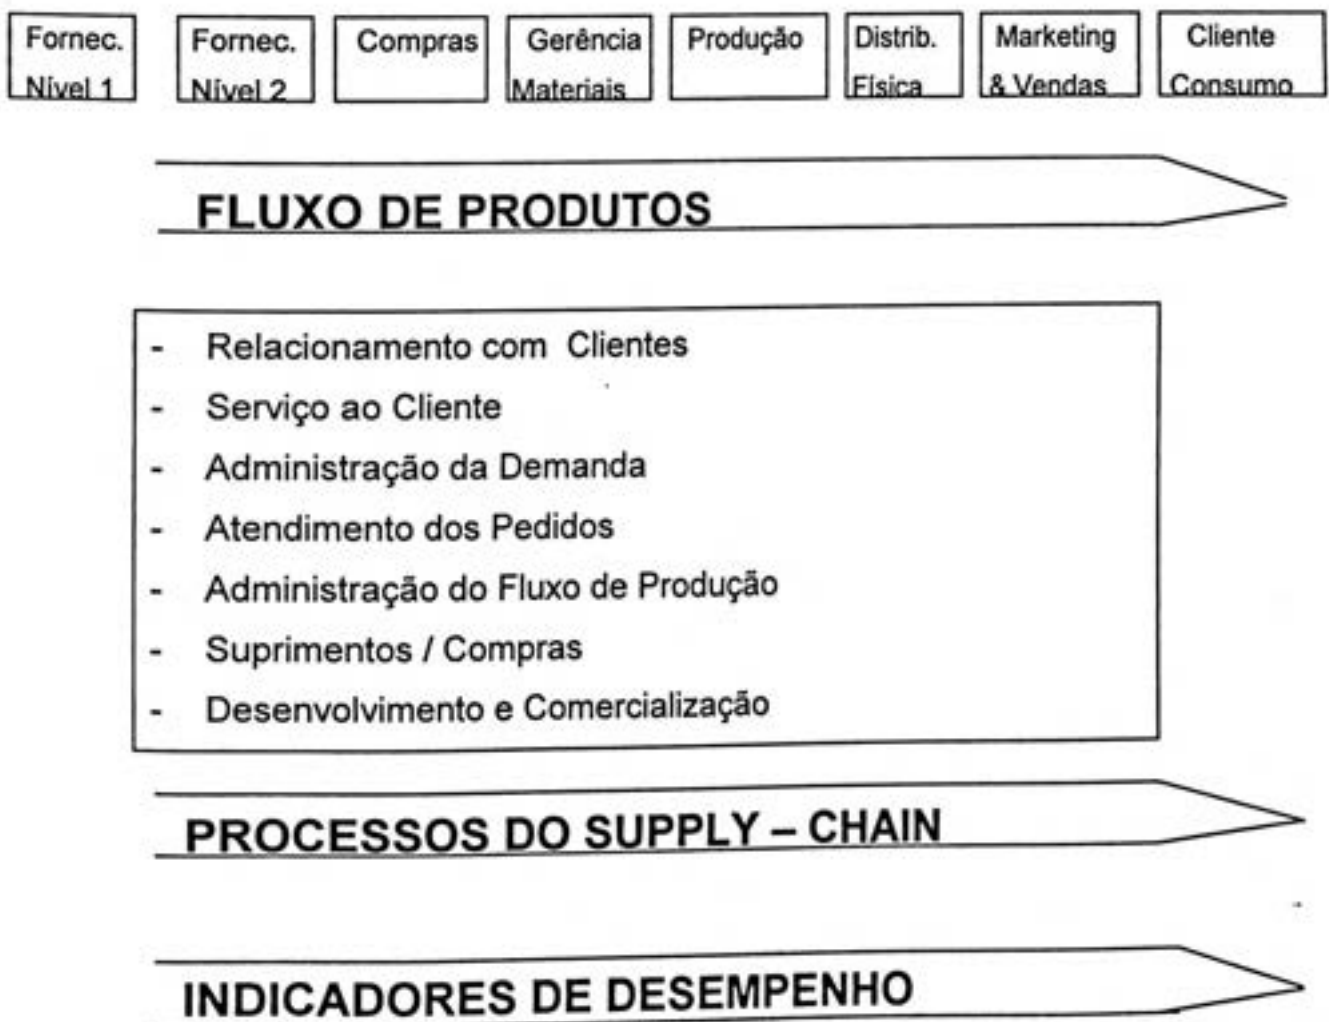 Fornec.
Nível 1
Fornec.
Nível 2
Compras
Gerência
Materiais
Produção
Distrib.
Física
Marketing
& Vendas
Cliente
Consumo
FLUXO DE PRODUTOS
- Relacionamento com Clientes
- Serviço ao Cliente
- Administração da Demanda
- Atendimento dos Pedidos
- Administração do Fluxo de Produção
- Suprimentos / Compras
- Desenvolvimento e Comercialização
PROCESSOS DO SUPPLY – CHAIN
INDICADORES DE DESEMPENHO